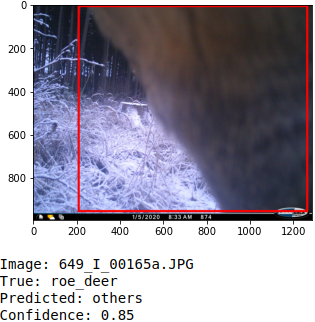 0
200
400
600
800
1/5/2020 8:33 AM 874
0 200 400 600 800 1000 1200
Image: 649_I_00165a.JPG
True: roe_deer
Predicted: others
Confidence: 0.85